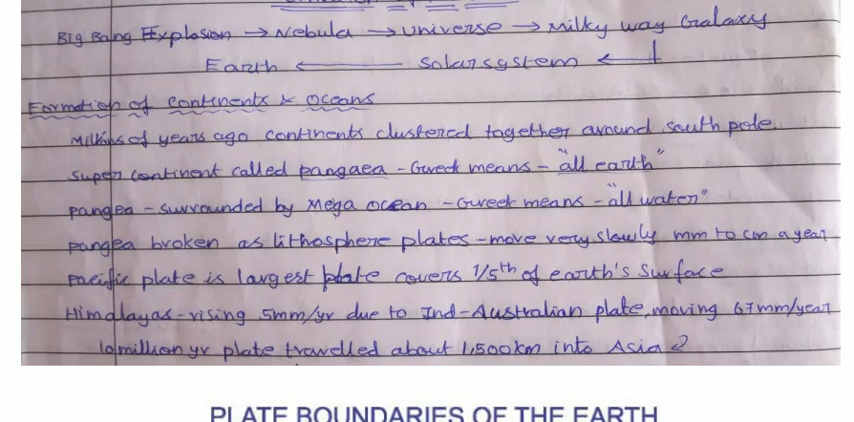 Big Bang Explosion → Nebula → Universe → Milky way Galaxy
Earth ← Solarsystem ←
Formation of continents & oceans
Millions of years ago continents clustered together around south pole
super continent called pangaea - Greek means - "all earth"
pangea - surrounded by Mega ocean - Greek means - "all water"
pangea broken as lithosphere plates - move very slowly mm to cm a year
Pacific plate is largest plate covers 1/5th of earth's surface
Himalayas - rising 5mm/yr due to Ind-Australian plate, moving 67mm/year
10 million yr plate travelled about 1,500km into Asia
PLATE BOUNDARIES OF THE EARTH